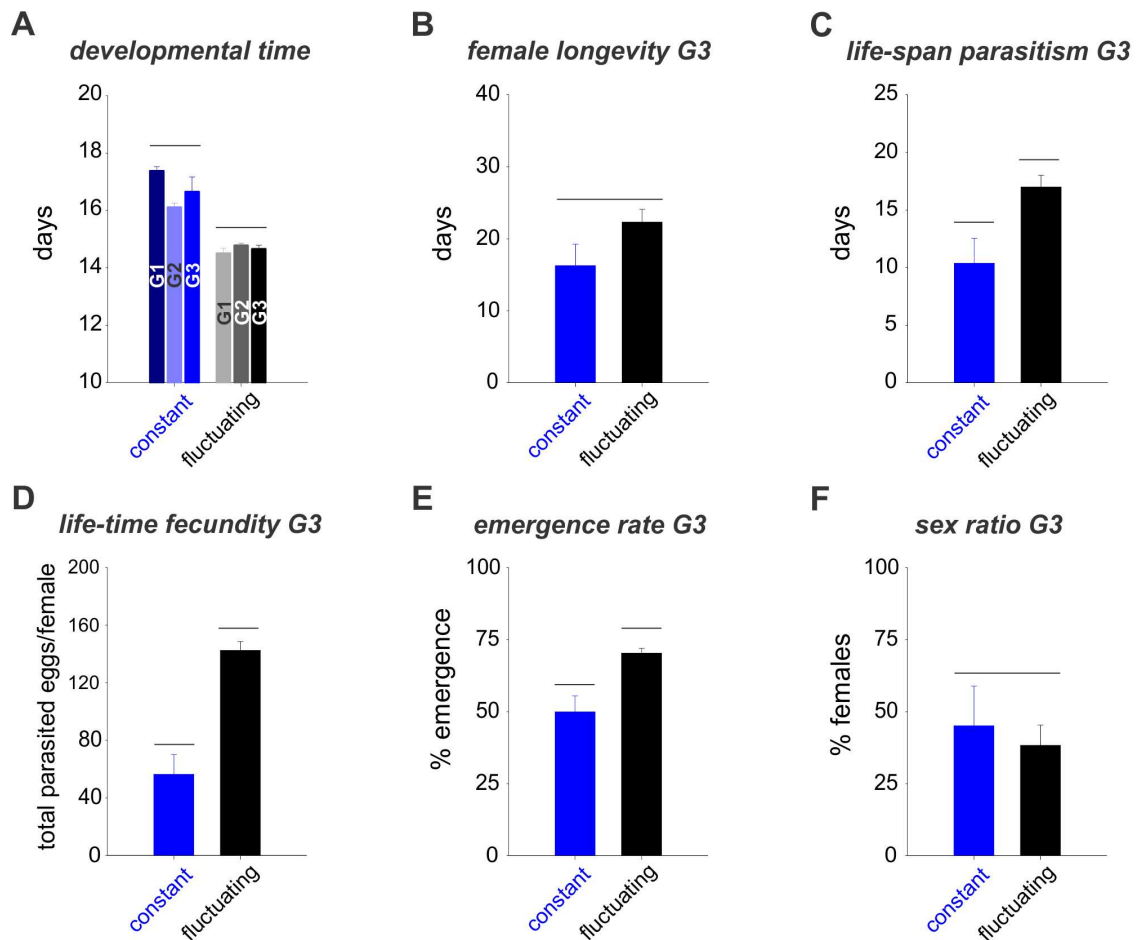 A
developmental time
days
20
18
16
14
12
10
G1
G2
G3
G1
G2
G3
constant
fluctuating
B
female longevity G3
days
40
30
20
10
0
constant
fluctuating
C
life-span parasitism G3
days
25
20
15
10
5
0
constant
fluctuating
D
life-time fecundity G3
total parasited eggs/female
200
160
120
80
40
0
constant
fluctuating
E
emergence rate G3
% emergence
100
75
50
25
0
constant
fluctuating
F
sex ratio G3
% females
100
75
50
25
0
constant
fluctuating